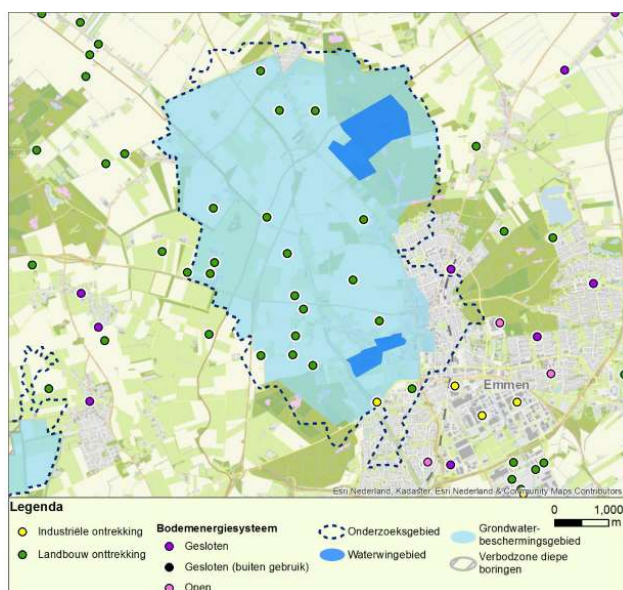 Emmen
Esri Nederland, Kadaster, Esri Nederland & Community Maps Contributors
Legenda
Industriële ontrekking
Landbouw onttrekking
Bodemenergiesysteem
Gesloten
Gesloten (buiten gebruik)
Open
Onderzoeksgebied
Waterwingebied
Grondwater-
beschermingsgebied
Verbodzone diepe
boringen
0 1,000
m